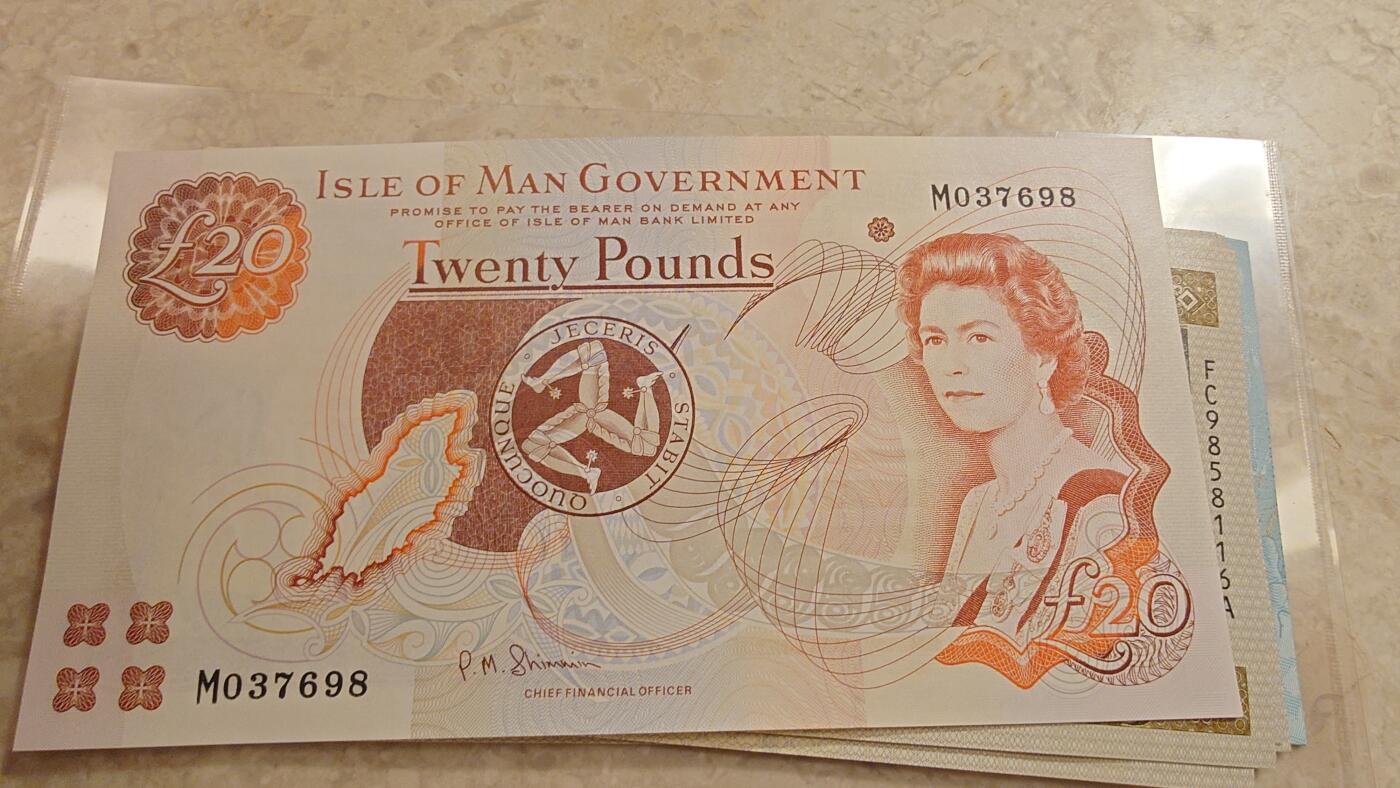 £20
ISLE OF MAN GOVERNMENT
PROMISE TO PAY THE BEARER ON DEMAND AT ANY
OFFICE OF ISLE OF MAN BANK LIMITED
Twenty Pounds
M037698
QUOCUNQUE · JECERIS · STABIT ·
£20
P. M. Shimmin
CHIEF FINANCIAL OFFICER
M037698
FC9858116A